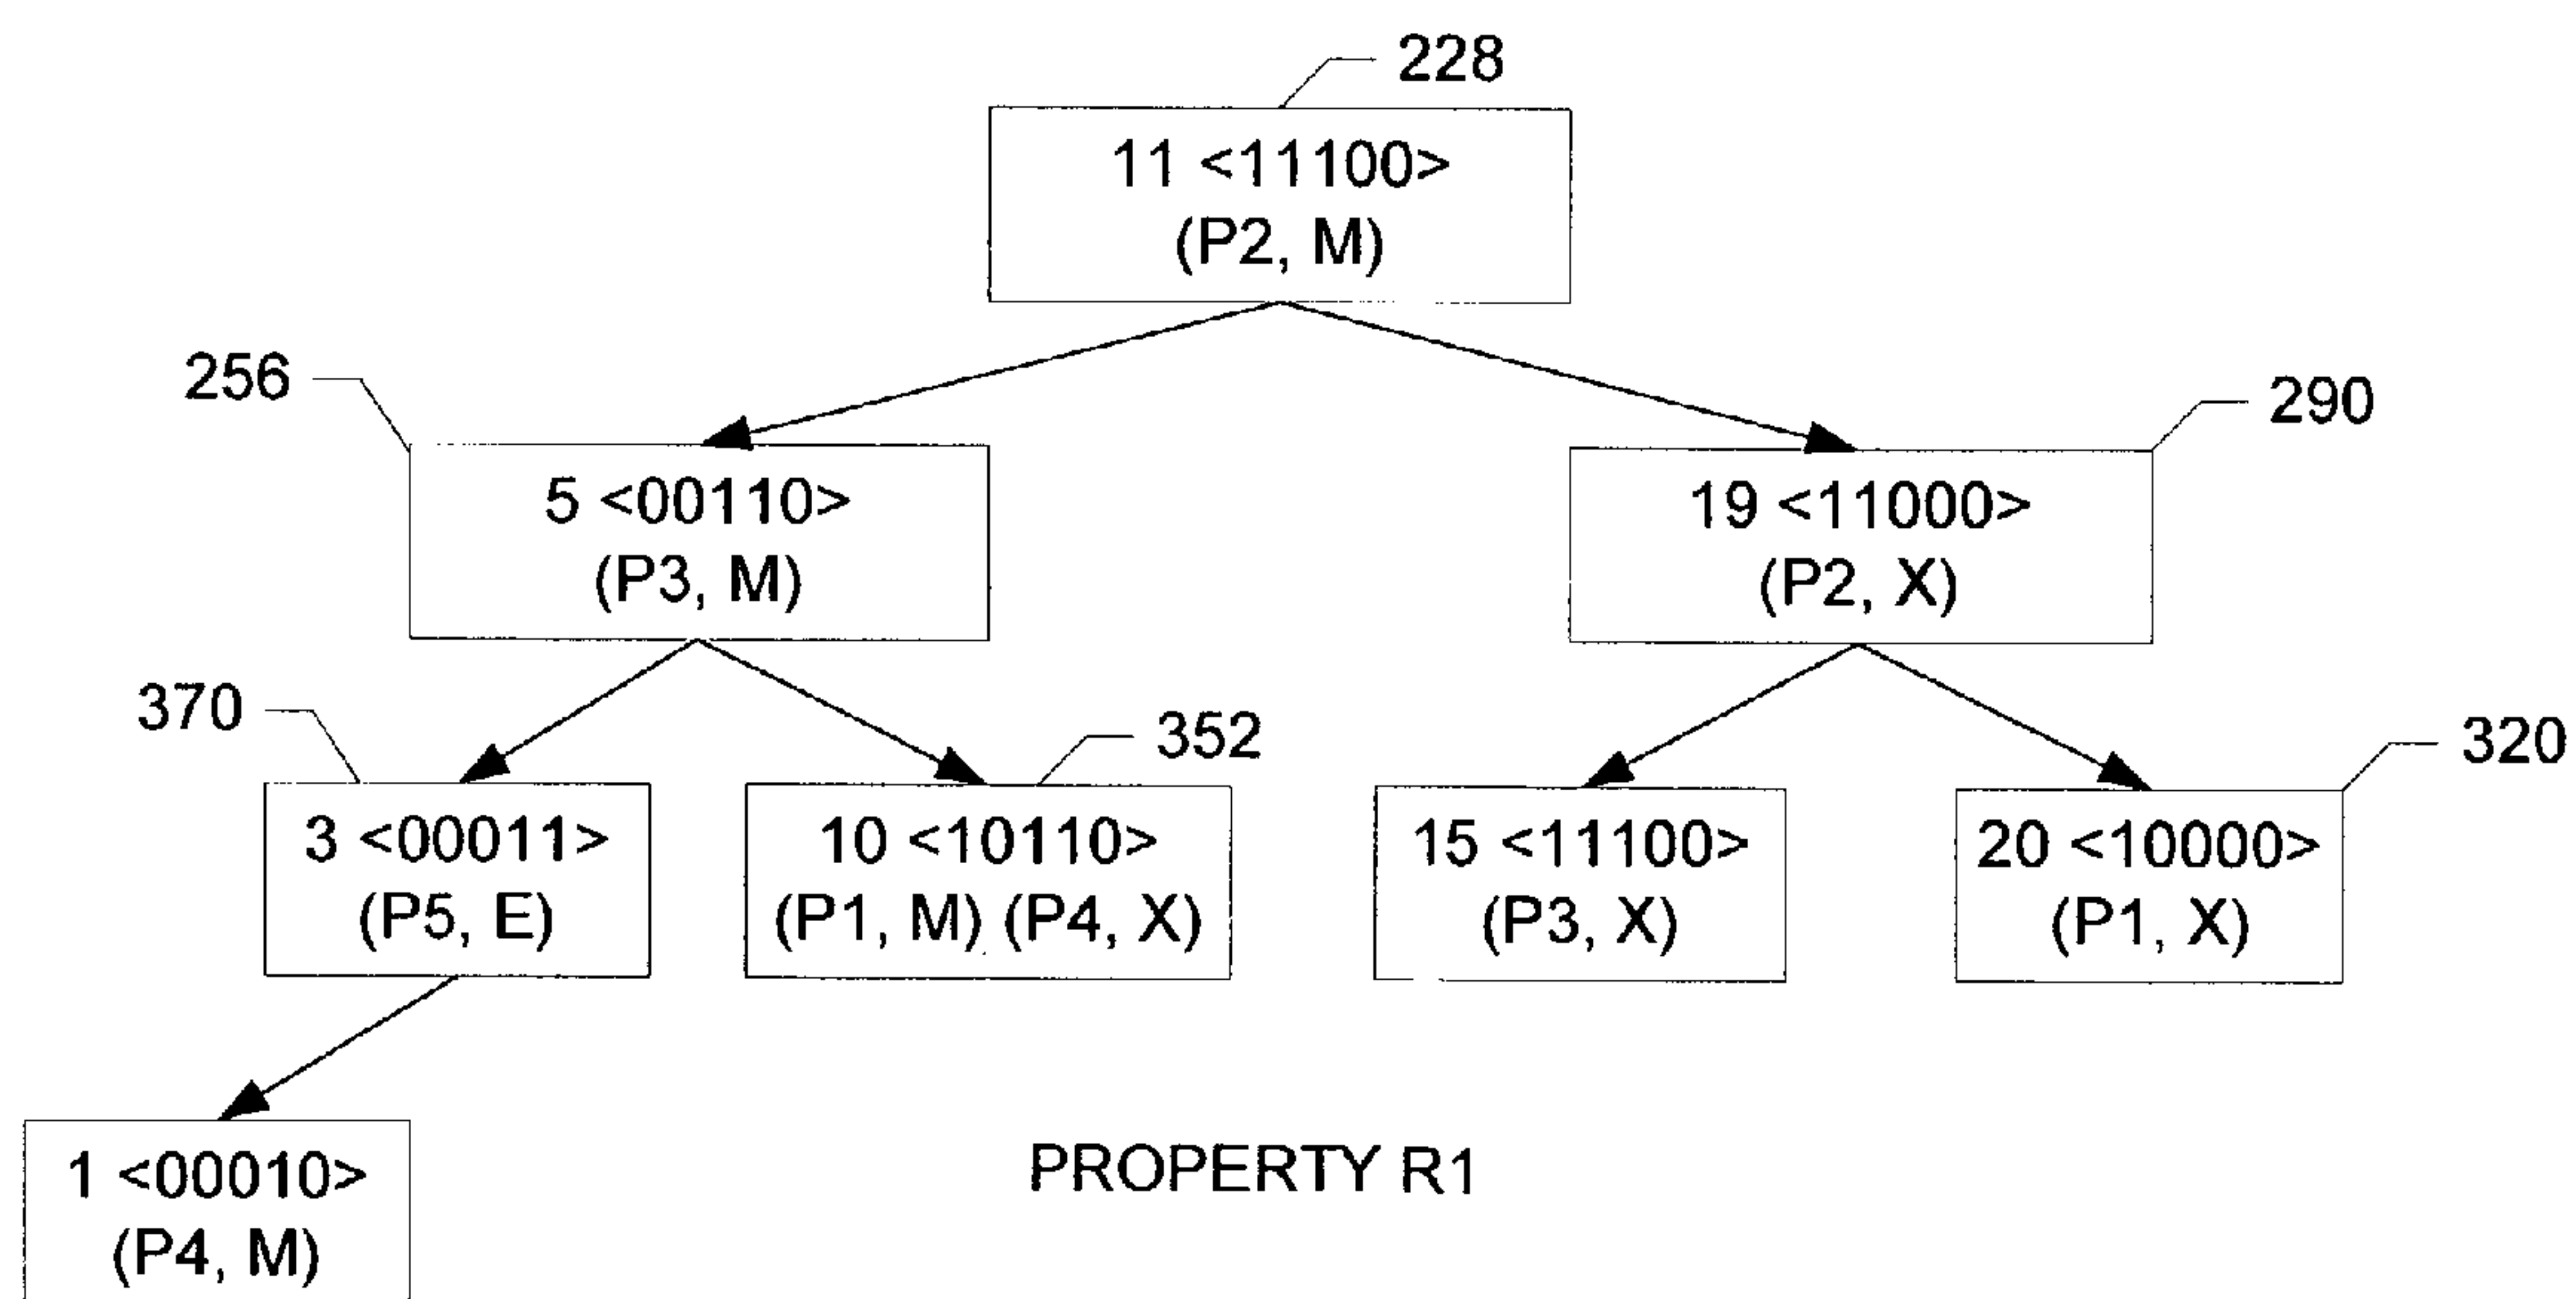 228
11 <11100>
(P2, M)
256
290
5 <00110>
(P3, M)
19 <11000>
(P2, X)
370
352
320
3 <00011>
(P5, E)
10 <10110>
(P1, M) (P4, X)
15 <11100>
(P3, X)
20 <10000>
(P1, X)
1 <00010>
(P4, M)
PROPERTY R1